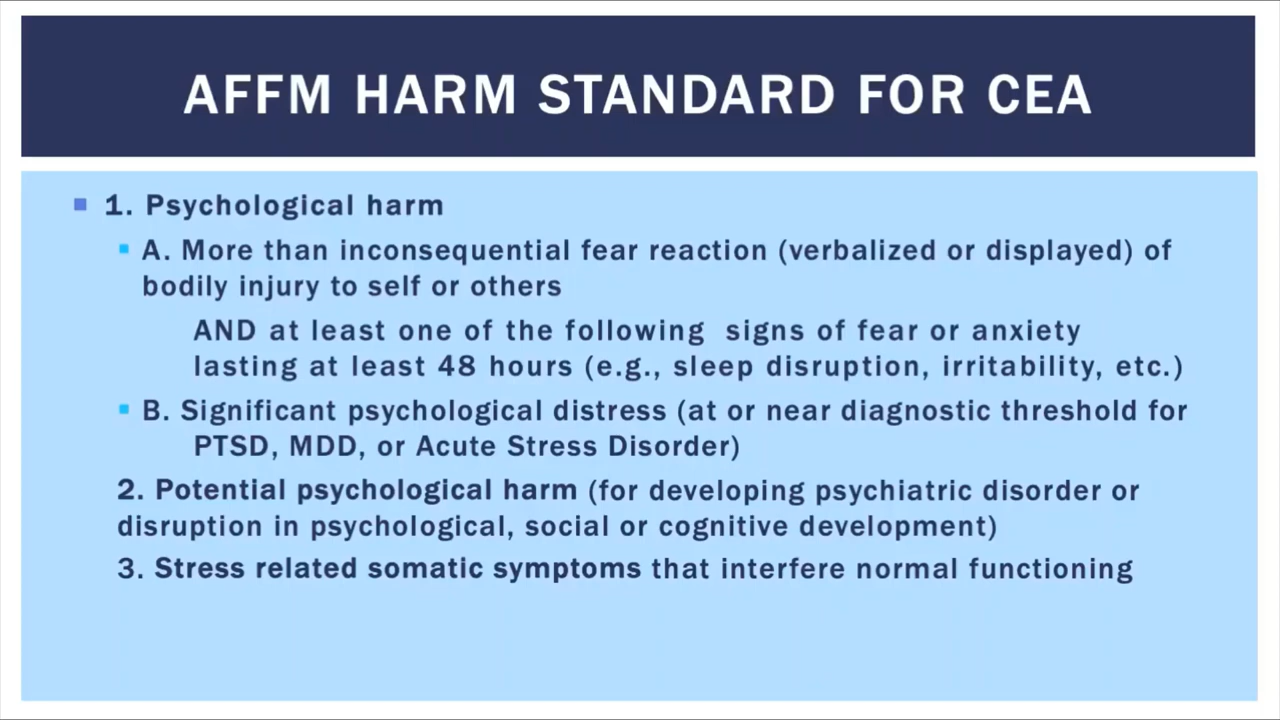 AFFM HARM STANDARD FOR CEA
1. Psychological harm
A. More than inconsequential fear reaction (verbalized or displayed) of
bodily injury to self or others
AND at least one of the following signs of fear or anxiety
lasting at least 48 hours (e.g., sleep disruption, irritability, etc.)
B. Significant psychological distress (at or near diagnostic threshold for
PTSD, MDD, or Acute Stress Disorder)
2. Potential psychological harm (for developing psychiatric disorder or
disruption in psychological, social or cognitive development)
3. Stress related somatic symptoms that interfere normal functioning